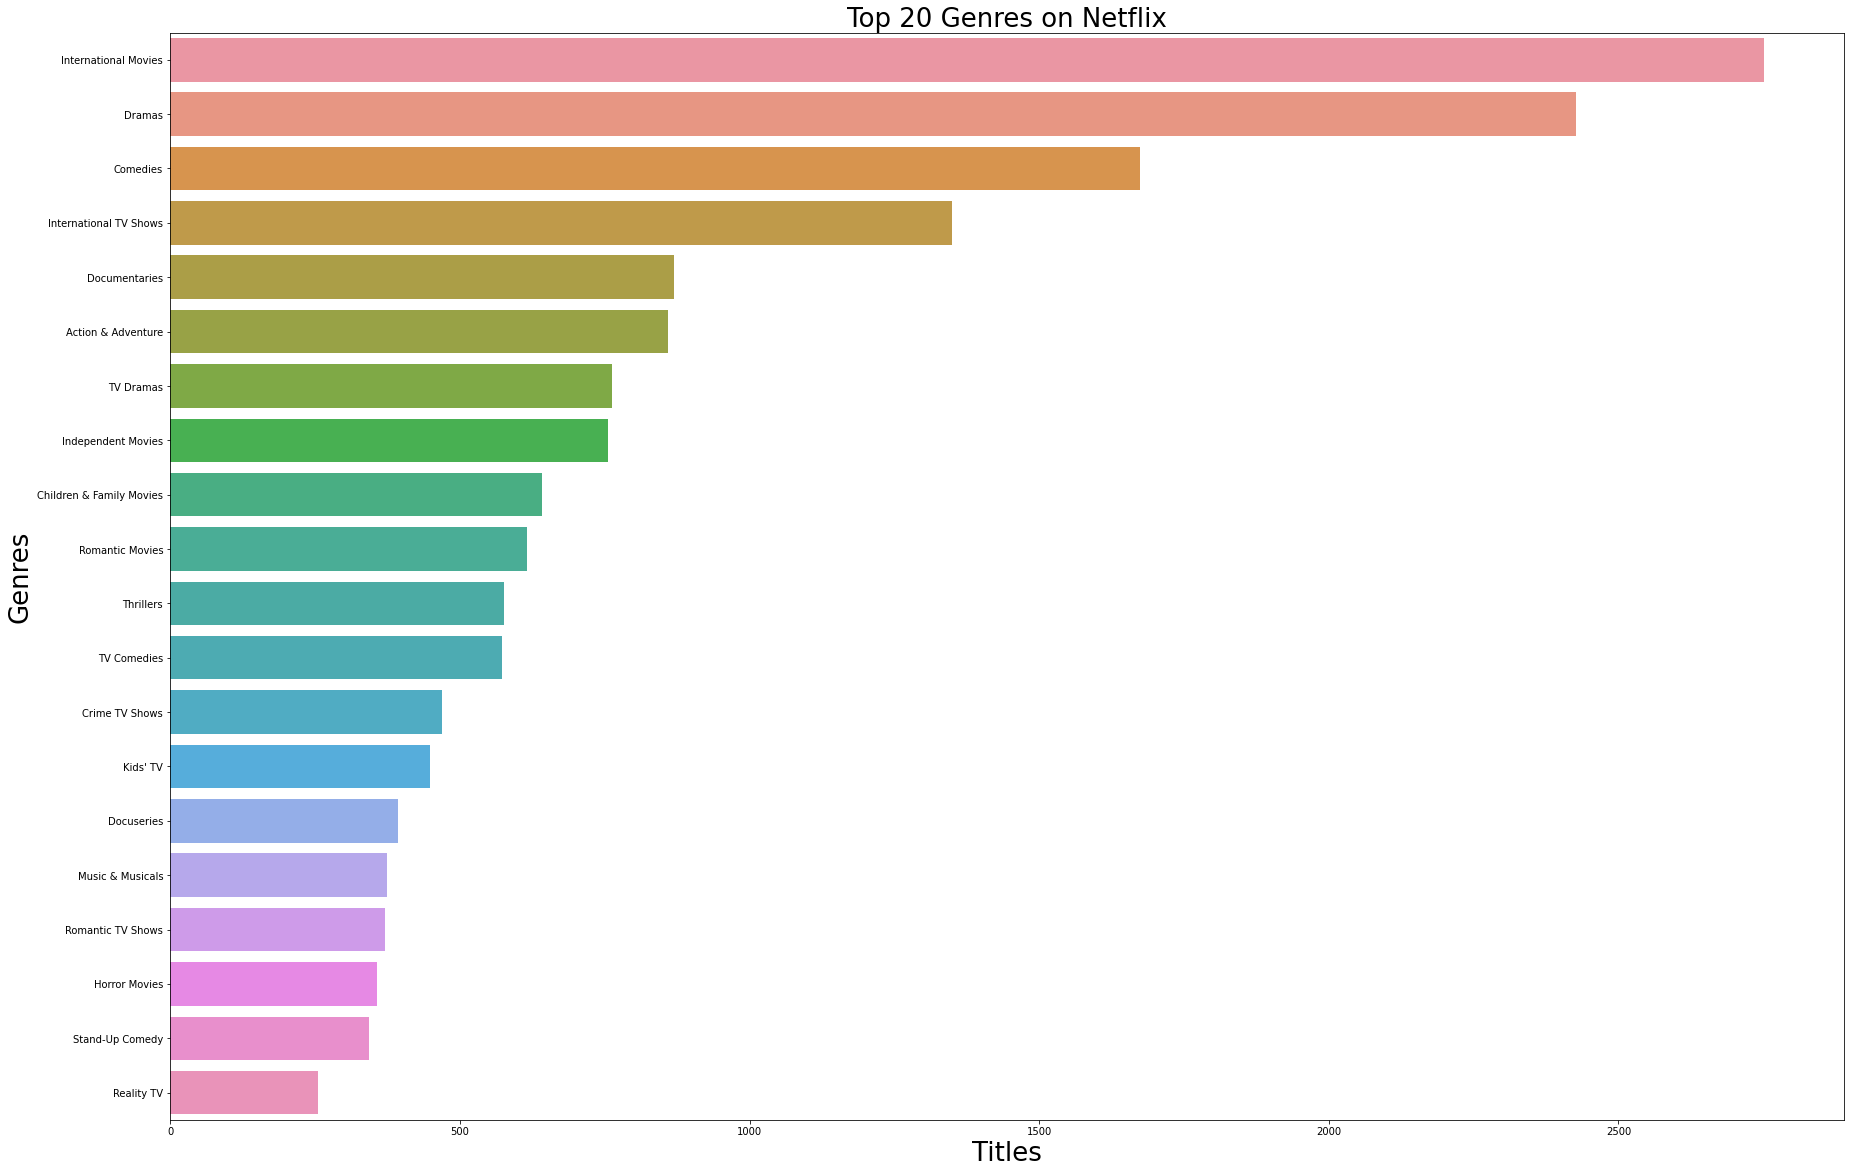 Top 20 Genres on Netflix
International Movies
Dramas
Comedies
International TV Shows
Documentaries
Action & Adventure
TV Dramas
Independent Movies
Children & Family Movies
Romantic Movies
Thrillers
TV Comedies
Crime TV Shows
Kids' TV
Docuseries
Music & Musicals
Romantic TV Shows
Horror Movies
Stand-Up Comedy
Reality TV
Genres
0 500 1000 1500 2000 2500
Titles